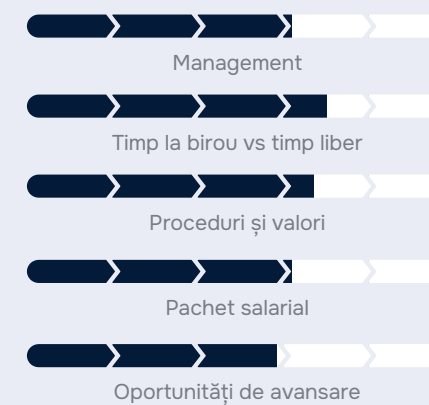 Management
Timp la birou vs timp liber
Proceduri și valori
Pachet salarial
Oportunități de avansare